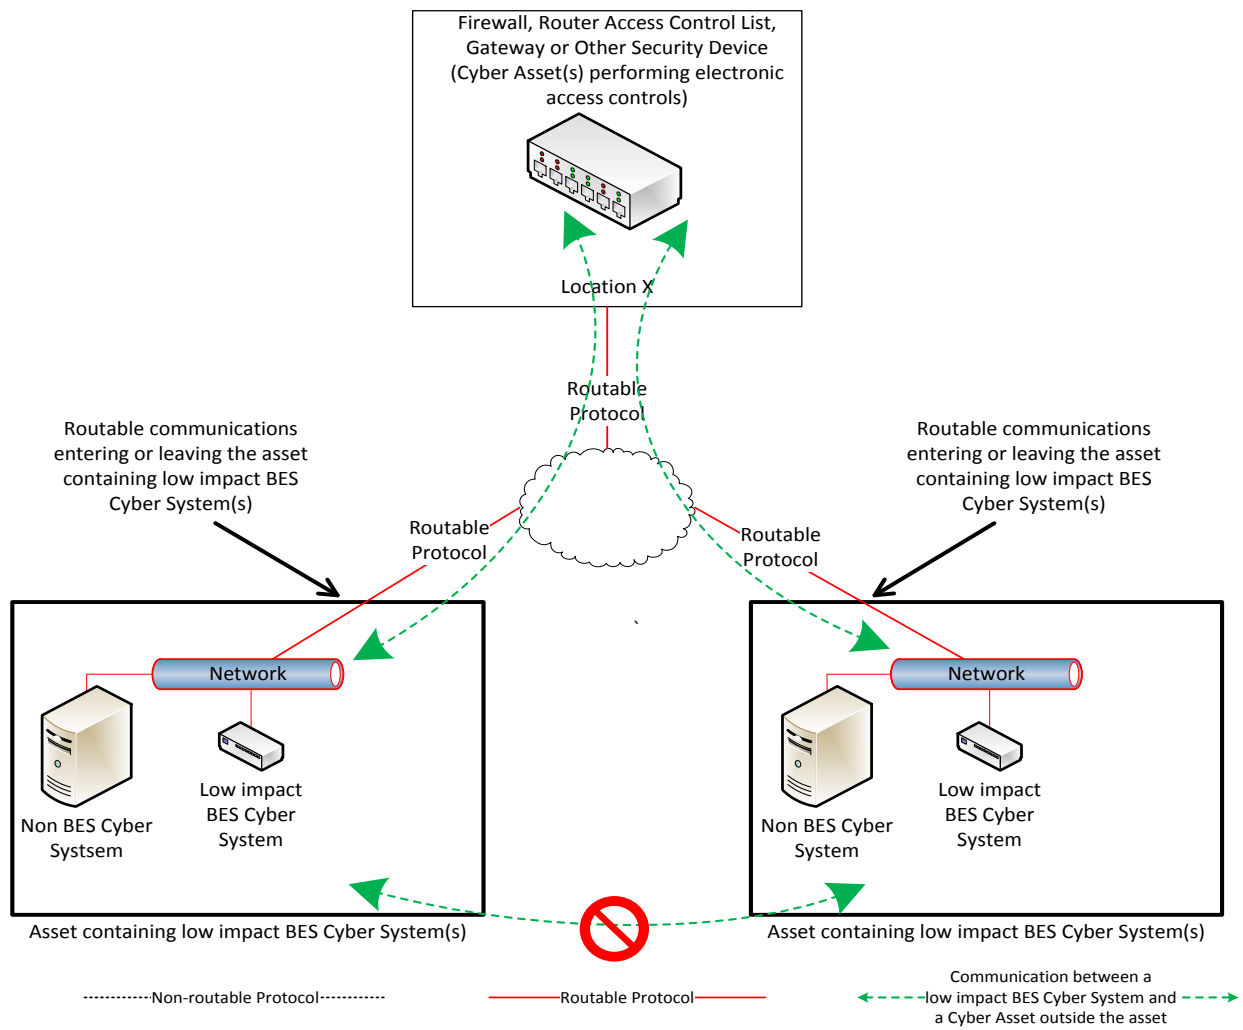 Firewall, Router Access Control List,
Gateway or Other Security Device
(Cyber Asset(s) performing electronic
access controls)
Location X
Routable
Protocol
Routable communications
entering or leaving the asset
containing low impact BES
Cyber System(s)
Routable communications
entering or leaving the asset
containing low impact BES
Cyber System(s)
Routable
Protocol
Routable
Protocol
`
Network
Non BES Cyber
Systsem
Low impact
BES Cyber
System
Network
Non BES Cyber
System
Low impact
BES Cyber
System
Asset containing low impact BES Cyber System(s)
Asset containing low impact BES Cyber System(s)
Non-routable Protocol
Routable Protocol
Communication between a
low impact BES Cyber System and
a Cyber Asset outside the asset